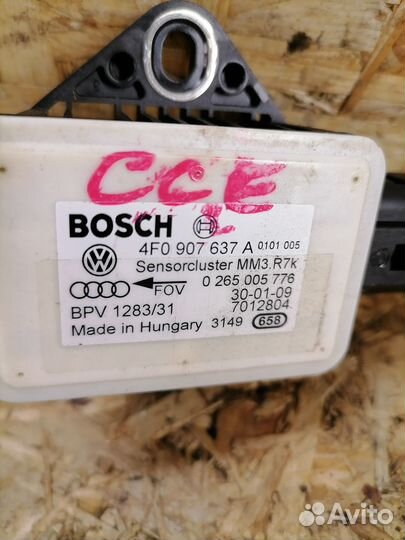 CCE
BOSCH
4F0 907 637 A 0101 005
Sensorcluster MM3.R7k
0 265 005 776
FOV 30-01-09
BPV 1283/31 7012804
Made in Hungary 3149 658
Avito